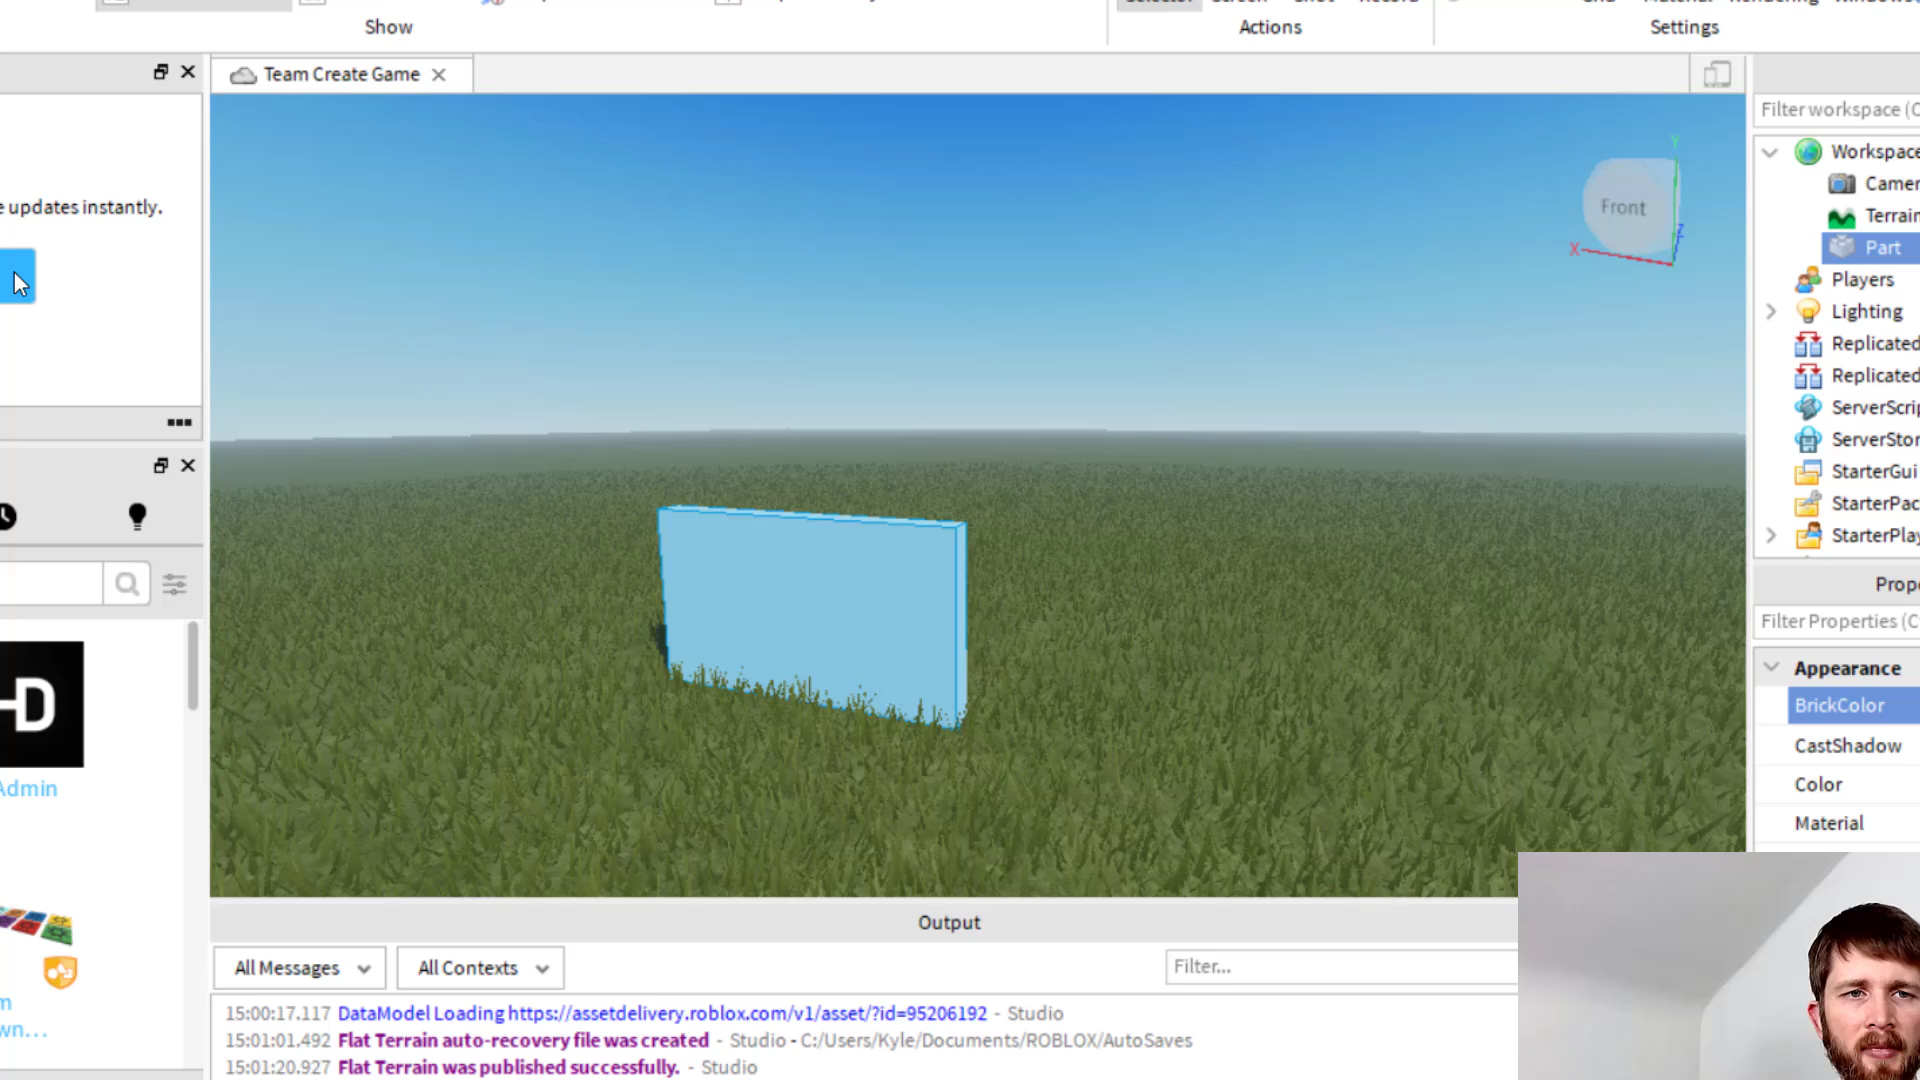 Show
Actions
Settings
Team Create Game
Filter workspace (C
e updates instantly.
Front
Y
Z
X
Workspace
Camer
Terrain
Part
Players
Lighting
Replicated
Replicated
ServerScrip
ServerStor
StarterGui
StarterPac
StarterPlay
Prope
Filter Properties (C
Appearance
BrickColor
CastShadow
Color
Material
HD
Admin
m
wn...
Output
All Messages
All Contexts
Filter...
15:00:17.117 DataModel Loading https://assetdelivery.roblox.com/v1/asset/?id=95206192 - Studio
15:01:01.492 Flat Terrain auto-recovery file was created - Studio - C:/Users/Kyle/Documents/ROBLOX/AutoSaves
15:01:20.927 Flat Terrain was published successfully. - Studio